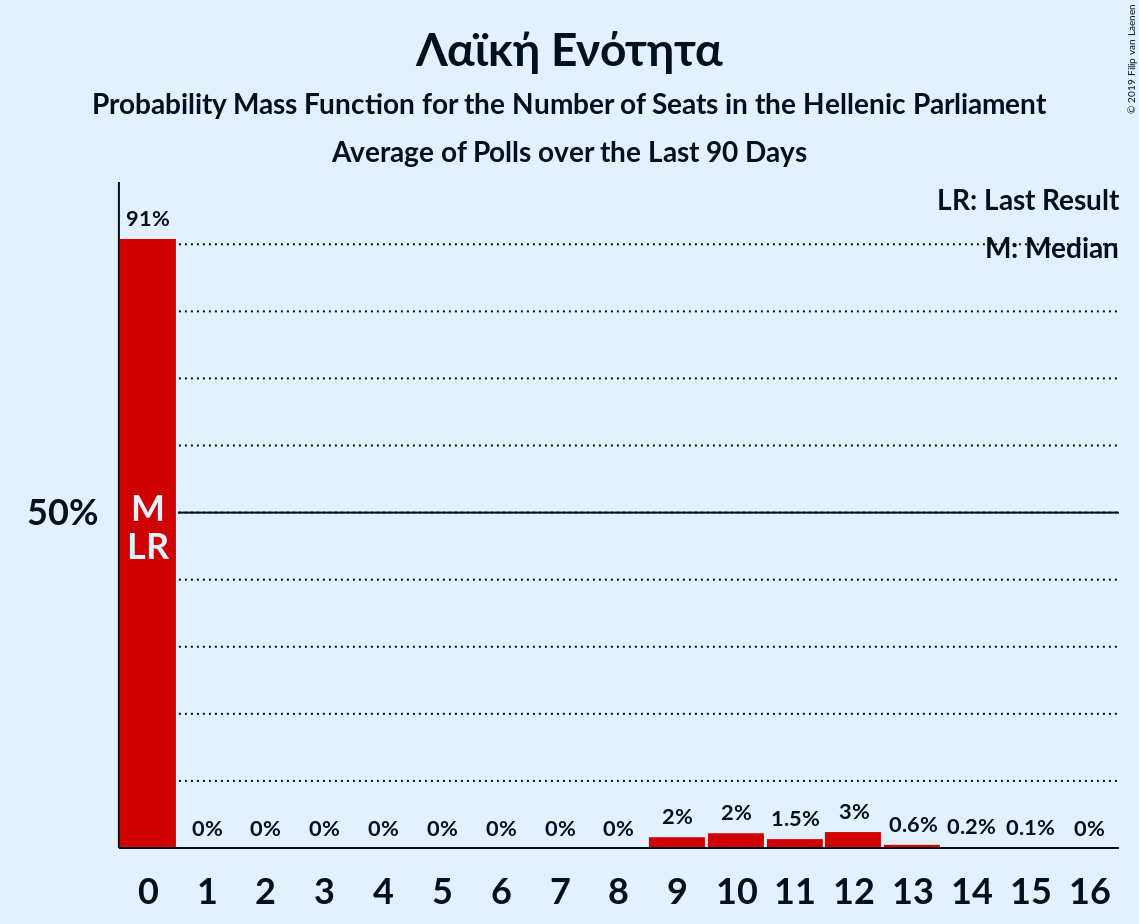 Λαϊκή Ενότητα
Probability Mass Function for the Number of Seats in the Hellenic Parliament
Average of Polls over the Last 90 Days
© 2019 Filip van Laenen
LR: Last Result
M: Median
91%
50%
M
LR
0% 0% 0% 0% 0% 0% 0% 0% 2% 2% 1.5% 3% 0.6% 0.2% 0.1% 0%
0 1 2 3 4 5 6 7 8 9 10 11 12 13 14 15 16